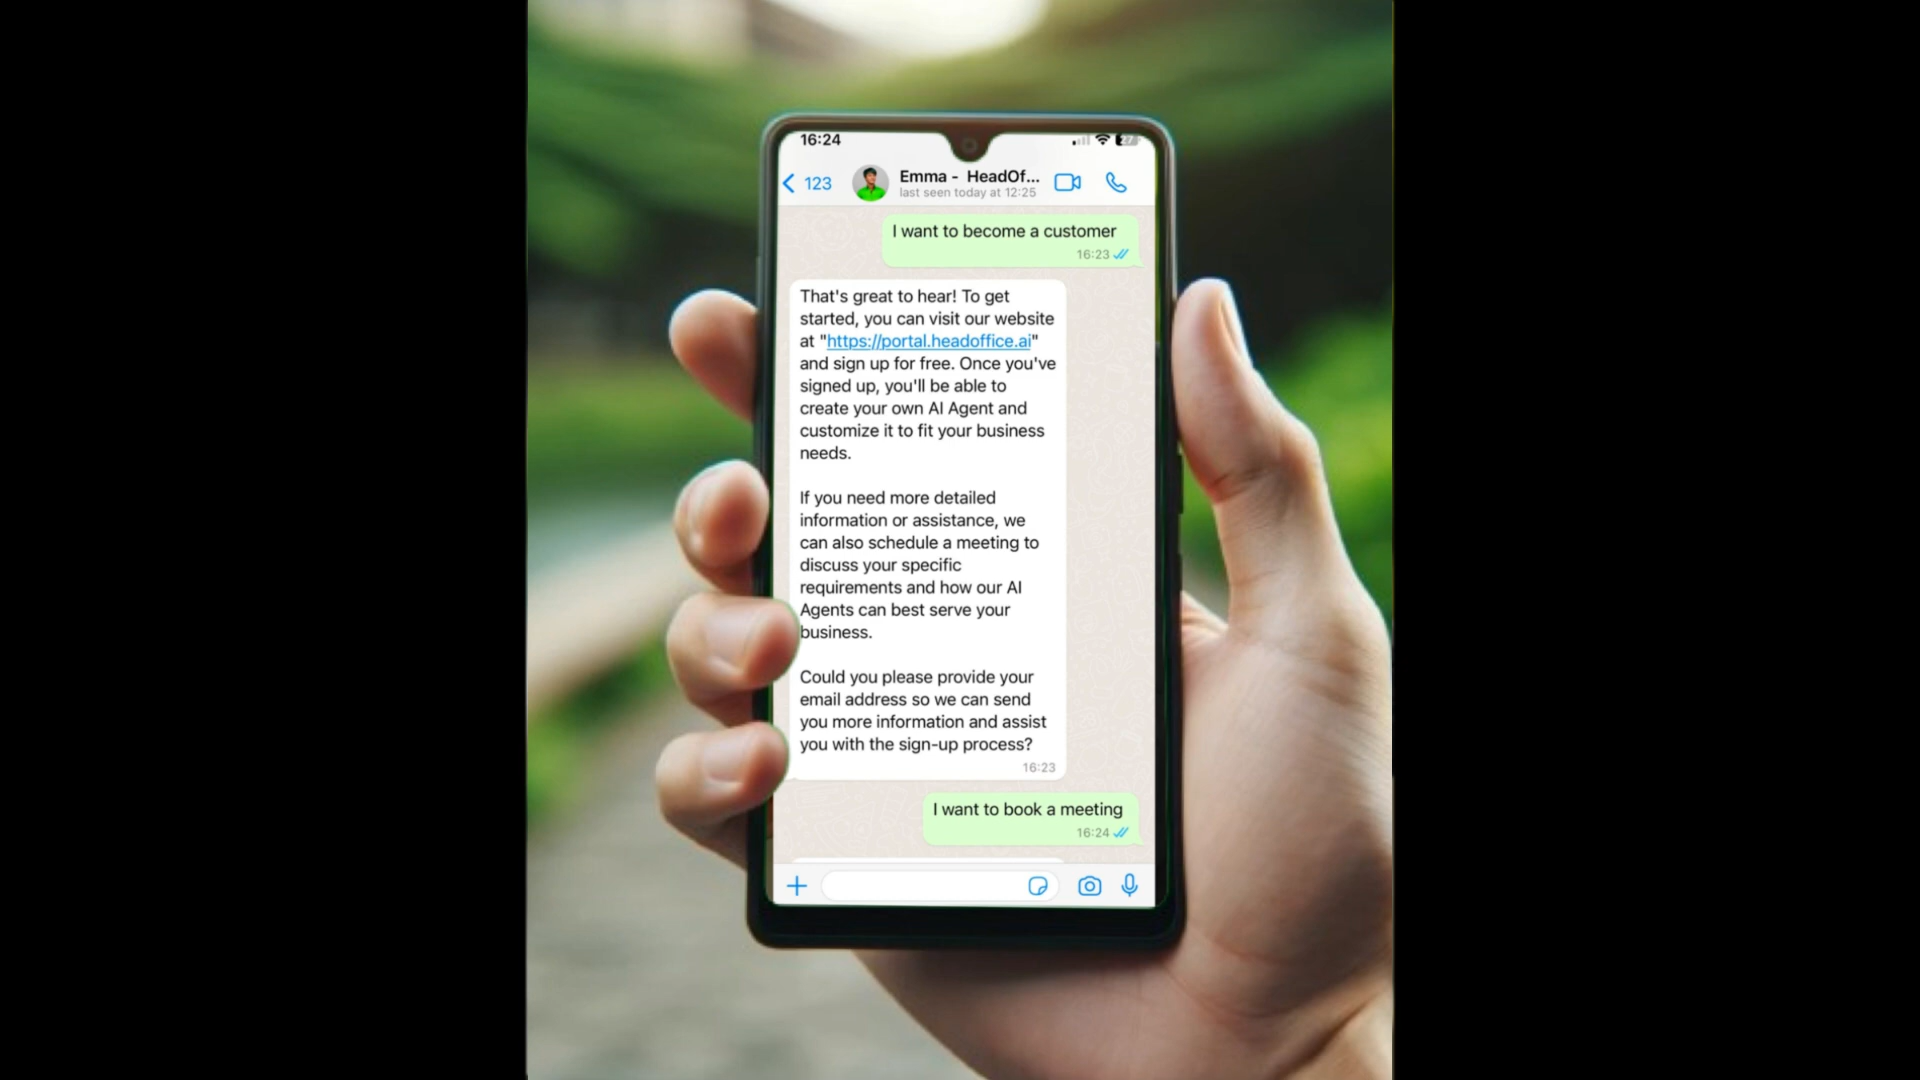 16:24
27
123
Emma - HeadOf...
last seen today at 12:25
I want to become a customer
16:23
That's great to hear! To get
started, you can visit our website
at "https://portal.headoffice.ai"
and sign up for free. Once you've
signed up, you'll be able to
create your own AI Agent and
customize it to fit your business
needs.
If you need more detailed
information or assistance, we
can also schedule a meeting to
discuss your specific
requirements and how our AI
Agents can best serve your
business.
Could you please provide your
email address so we can send
you more information and assist
you with the sign-up process?
16:23
I want to book a meeting
16:24